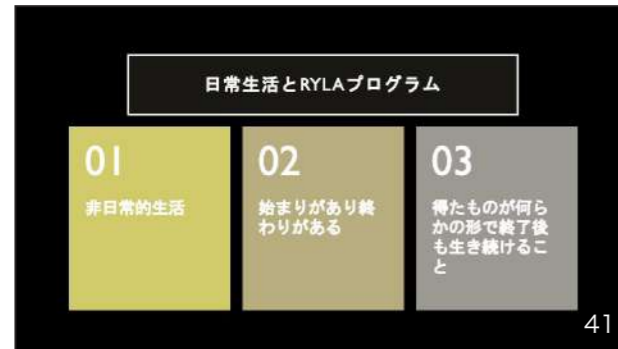 日常生活とRYLAプログラム
01
非日常的生活
02
始まりがあり終
わりがある
03
得たものが何ら
かの形で終了後
も生き続けるこ
と
41